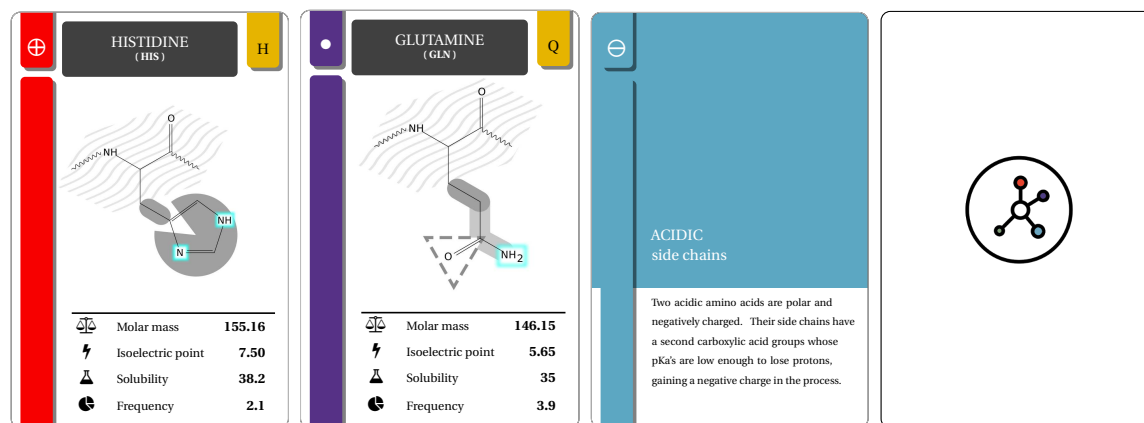 HISTIDINE
( HIS )
H
O
NH
NH
N
Molar mass 155.16
Isoelectric point 7.50
Solubility 38.2
Frequency 2.1
GLUTAMINE
( GLN )
Q
O
NH
O
NH2
Molar mass 146.15
Isoelectric point 5.65
Solubility 35
Frequency 3.9
ACIDIC
side chains
Two acidic amino acids are polar and
negatively charged. Their side chains have
a second carboxylic acid groups whose
pKa's are low enough to lose protons,
gaining a negative charge in the process.